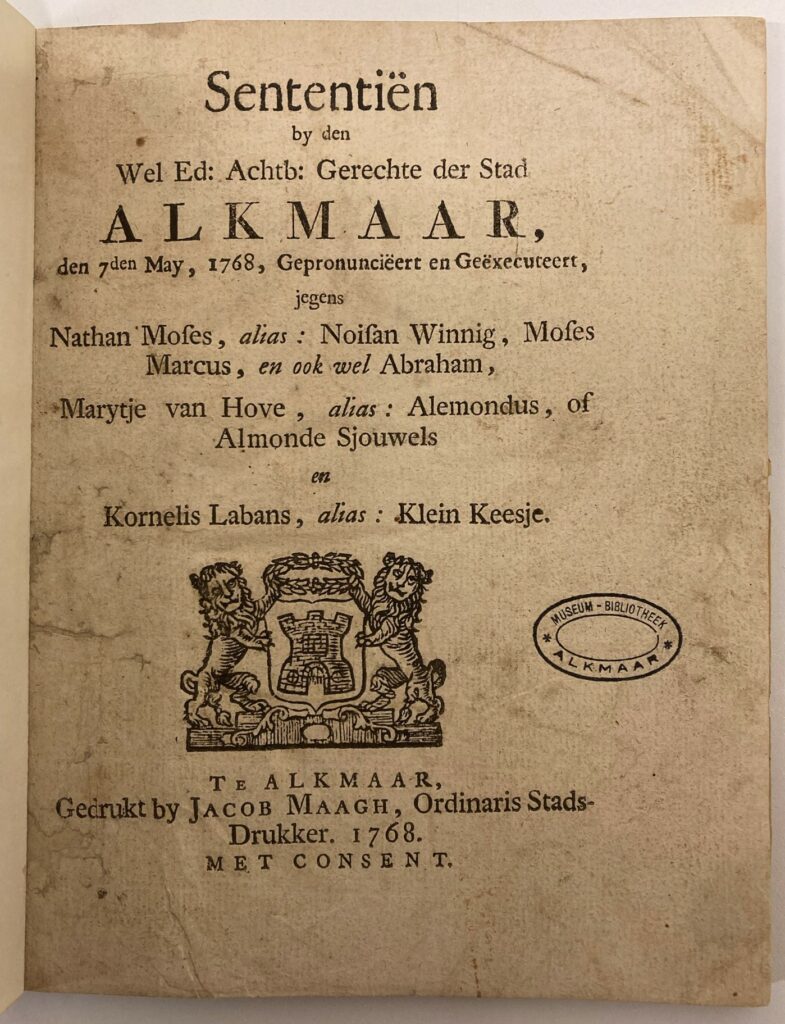 Sententiën
by den
Wel Ed: Achtb: Gerechte der Stad
ALKMAAR,
den 7den May, 1768, Gepronunciëert en Geëxecuteert,
jegens
Nathan Moſes, alias: Noiſan Winnig, Moſes
Marcus, en ook wel Abraham,
Marytje van Hove, alias: Alemondus, of
Almonde Sjouwels
en
Kornelis Labans, alias: Klein Keesje.
MUSEUM-BIBLIOTHEEK
* ALKMAAR *
TE ALKMAAR,
Gedrukt by JACOB MAAGH, Ordinaris Stads-
Drukker. 1768.
MET CONSENT.